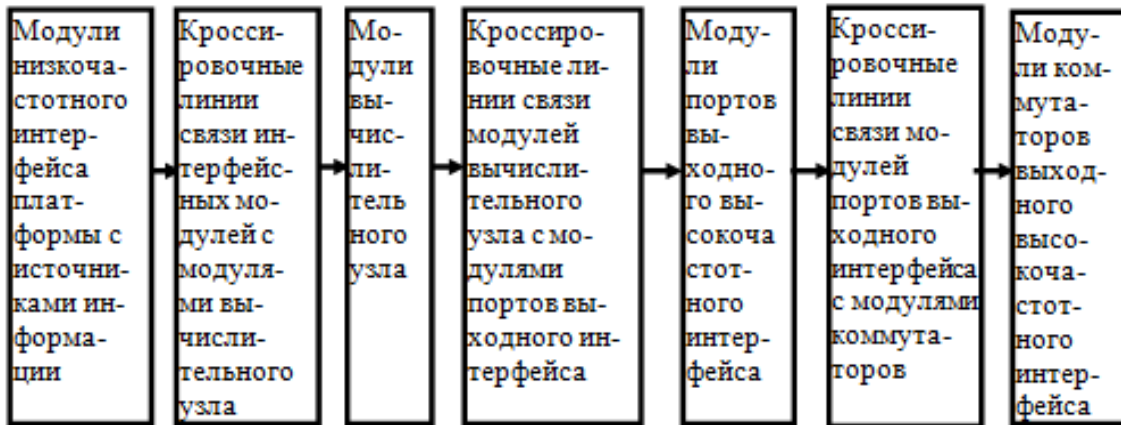 Модули
низкоча-
стотного
интер-
фейса
плат-
формы с
источни-
ками ин-
форма-
ции
Кросси-
ровочные
линии
связи ин-
терфейс-
ных мо-
дулей с
модуля-
ми вы-
числи-
тельного
узла
Мо-
дули
вы-
чис-
ли-
тель
ного
узла
Кроссиро-
вочные ли-
нии связи
модулей
вычисли-
тельного
узла с мо-
дулями
портов вы-
ходного ин-
терфейса
Моду-
ли
портов
вы-
ходно-
го вы-
сокоча
стот-
ного
интер-
фейса
Кросси-
ровочные
линии
связи мо-
дулей
портов вы-
ходного
интерфейса
с модулями
коммута-
торов
Моду-
ли ком-
мута-
торов
выход-
ного
высо-
коча-
стот-
ного
интер-
фейса